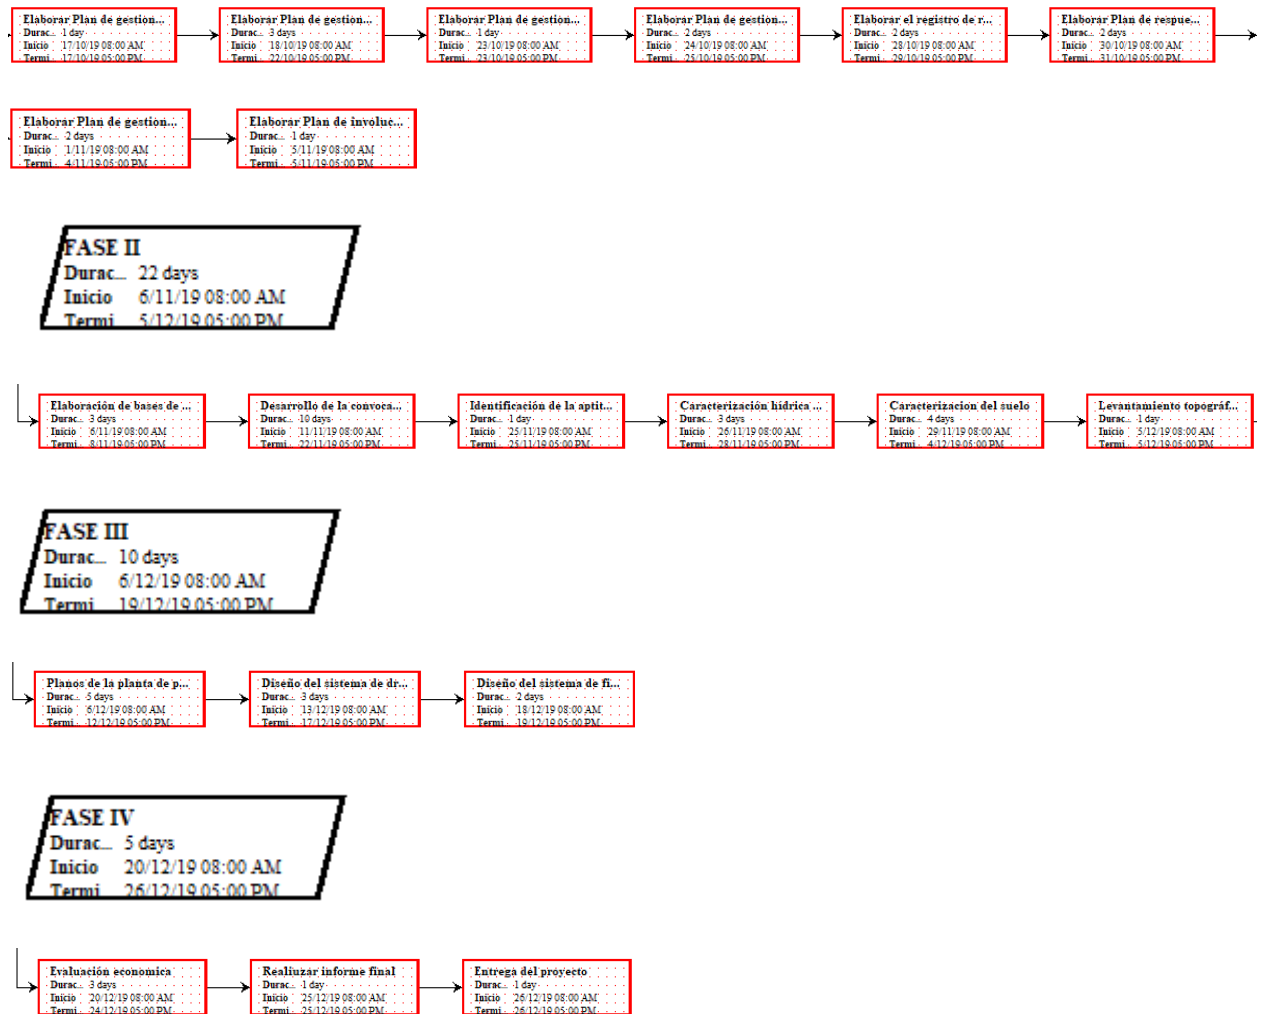 Elaborar Plan de gestion...
Durac... 1 day
Inicio 17/10/19 08:00 AM
Termi 17/10/19 05:00 PM
Elaborar Plan de gestion...
Durac... 3 days
Inicio 18/10/19 08:00 AM
Termi 22/10/19 05:00 PM
Elaborar Plan de gestion...
Durac... 1 day
Inicio 23/10/19 08:00 AM
Termi 23/10/19 05:00 PM
Elaborar Plan de gestion...
Durac... 2 days
Inicio 24/10/19 08:00 AM
Termi 25/10/19 05:00 PM
Elaborar el registro de r...
Durac... 2 days
Inicio 28/10/19 08:00 AM
Termi 29/10/19 05:00 PM
Elaborar Plan de respue...
Durac... 2 days
Inicio 30/10/19 08:00 AM
Termi 31/10/19 05:00 PM
Elaborar Plan de gestion...
Durac... 2 days
Inicio 1/11/19 08:00 AM
Termi 4/11/19 05:00 PM
Elaborar Plan de involuc...
Durac... 1 day
Inicio 5/11/19 08:00 AM
Termi 5/11/19 05:00 PM
FASE II
Durac... 22 days
Inicio 6/11/19 08:00 AM
Termi 5/12/19 05:00 PM
Elaboración de bases de ...
Durac... 3 days
Inicio 6/11/19 08:00 AM
Termi 8/11/19 05:00 PM
Desarrollo de la convoca...
Durac... 10 days
Inicio 11/11/19 08:00 AM
Termi 22/11/19 05:00 PM
Identificación de la aptit...
Durac... 1 day
Inicio 25/11/19 08:00 AM
Termi 25/11/19 05:00 PM
Caracterización hídrica ...
Durac... 3 days
Inicio 26/11/19 08:00 AM
Termi 28/11/19 05:00 PM
Caracterizacion del suelo
Durac... 4 days
Inicio 29/11/19 08:00 AM
Termi 4/12/19 05:00 PM
Levantamiento topográf...
Durac... 1 day
Inicio 5/12/19 08:00 AM
Termi 5/12/19 05:00 PM
FASE III
Durac... 10 days
Inicio 6/12/19 08:00 AM
Termi 19/12/19 05:00 PM
Planos de la planta de p...
Durac... 5 days
Inicio 6/12/19 08:00 AM
Termi 12/12/19 05:00 PM
Diseño del sistema de dr...
Durac... 3 days
Inicio 13/12/19 08:00 AM
Termi 17/12/19 05:00 PM
Diseño del sistema de fi...
Durac... 2 days
Inicio 18/12/19 08:00 AM
Termi 19/12/19 05:00 PM
FASE IV
Durac... 5 days
Inicio 20/12/19 08:00 AM
Termi 26/12/19 05:00 PM
Evaluación economica
Durac... 3 days
Inicio 20/12/19 08:00 AM
Termi 24/12/19 05:00 PM
Realiuzar informe final
Durac... 1 day
Inicio 25/12/19 08:00 AM
Termi 25/12/19 05:00 PM
Entrega del proyecto
Durac... 1 day
Inicio 26/12/19 08:00 AM
Termi 26/12/19 05:00 PM